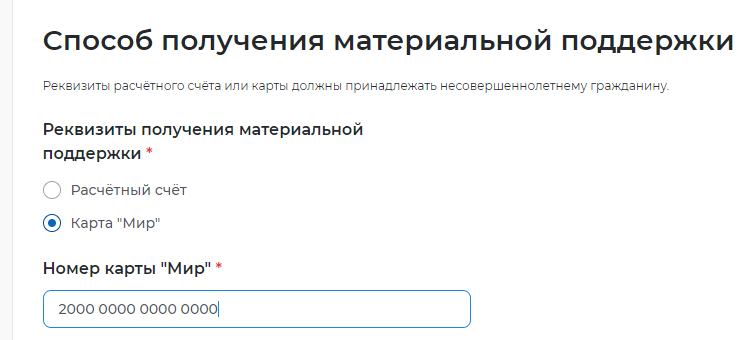 Способ получения материальной поддержки
Реквизиты расчётного счёта или карты должны принадлежать несовершеннолетнему гражданину.
Реквизиты получения материальной
поддержки *
Расчётный счёт
Карта "Мир"
Номер карты "Мир" *
2000 0000 0000 0000